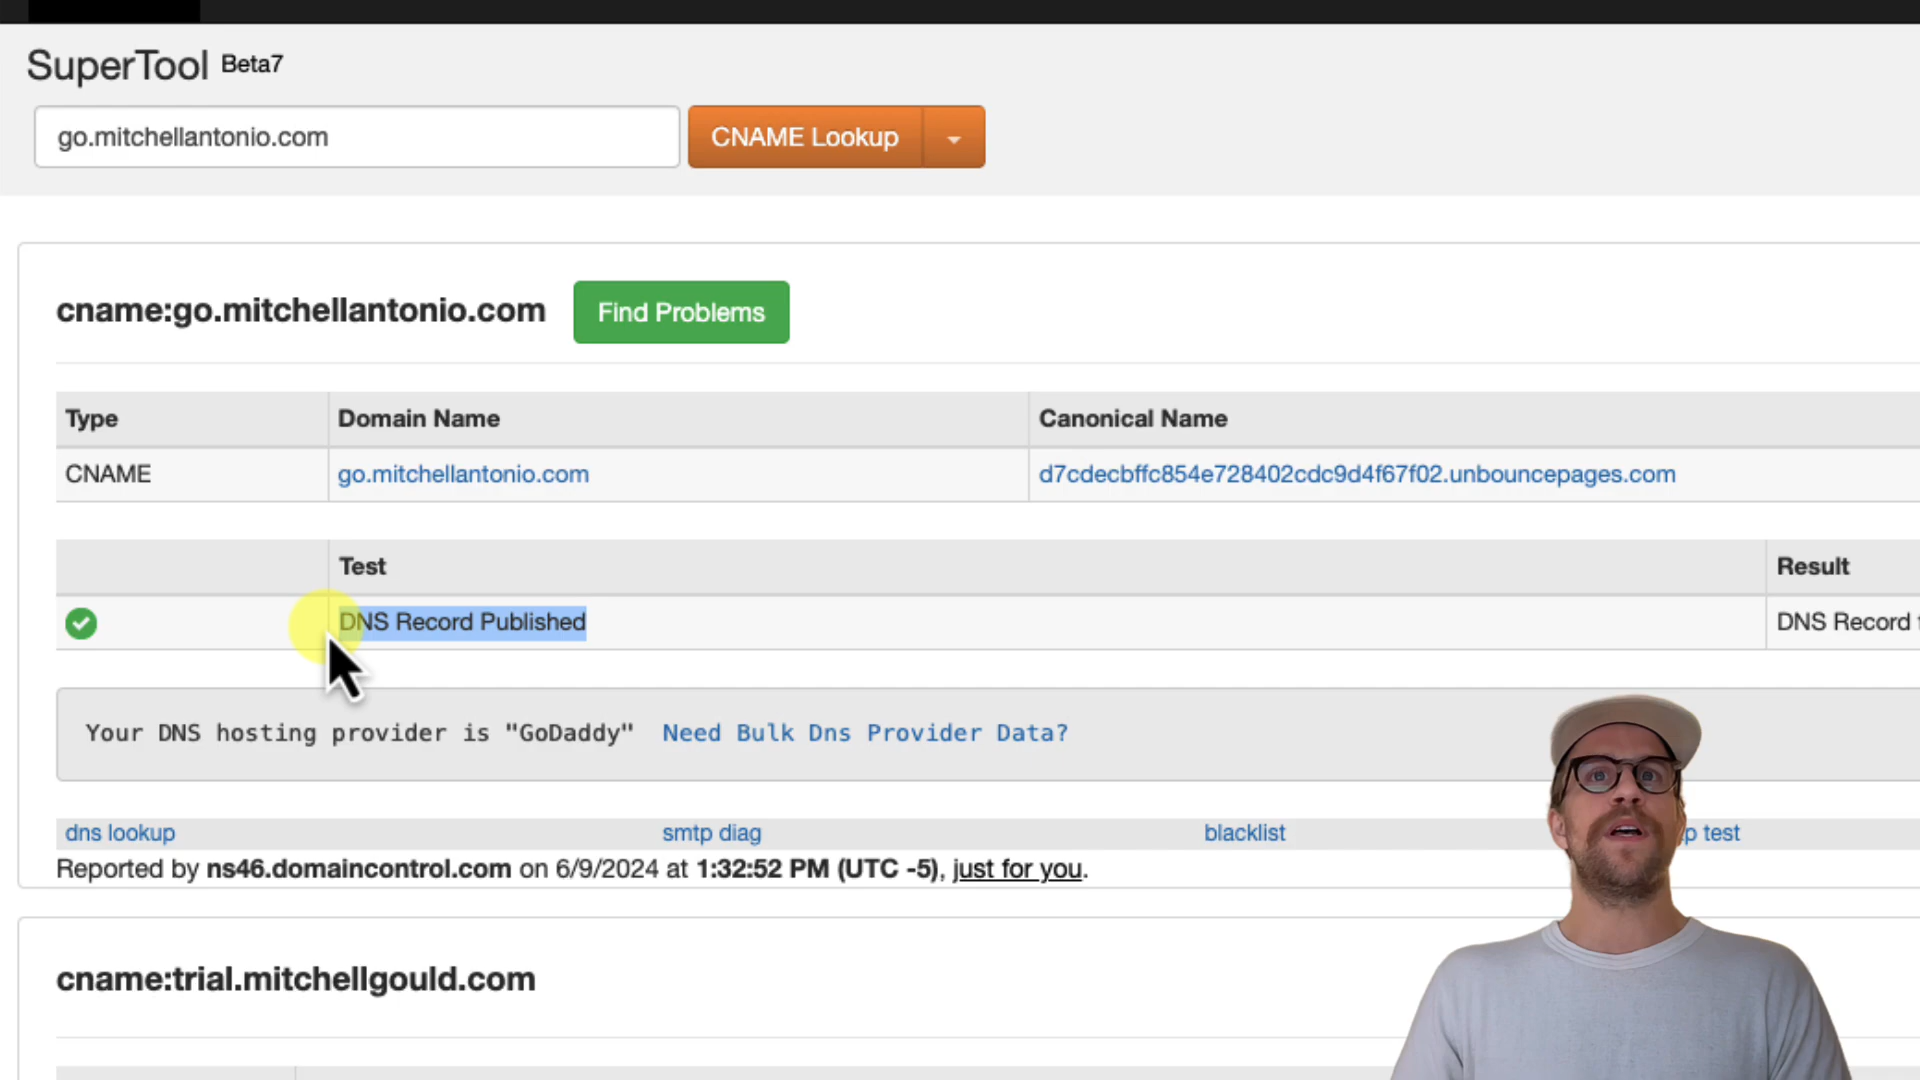 SuperTool Beta7
go.mitchellantonio.com CNAME Lookup
cname:go.mitchellantonio.com Find Problems
Type Domain Name Canonical Name
CNAME go.mitchellantonio.com d7cdecbffc854e728402cdc9d4f67f02.unbouncepages.com
Test Result
DNS Record Published DNS Record
Your DNS hosting provider is "GoDaddy" Need Bulk Dns Provider Data?
dns lookup smtp diag blacklist p test
Reported by ns46.domaincontrol.com on 6/9/2024 at 1:32:52 PM (UTC -5), just for you.
cname:trial.mitchellgould.com